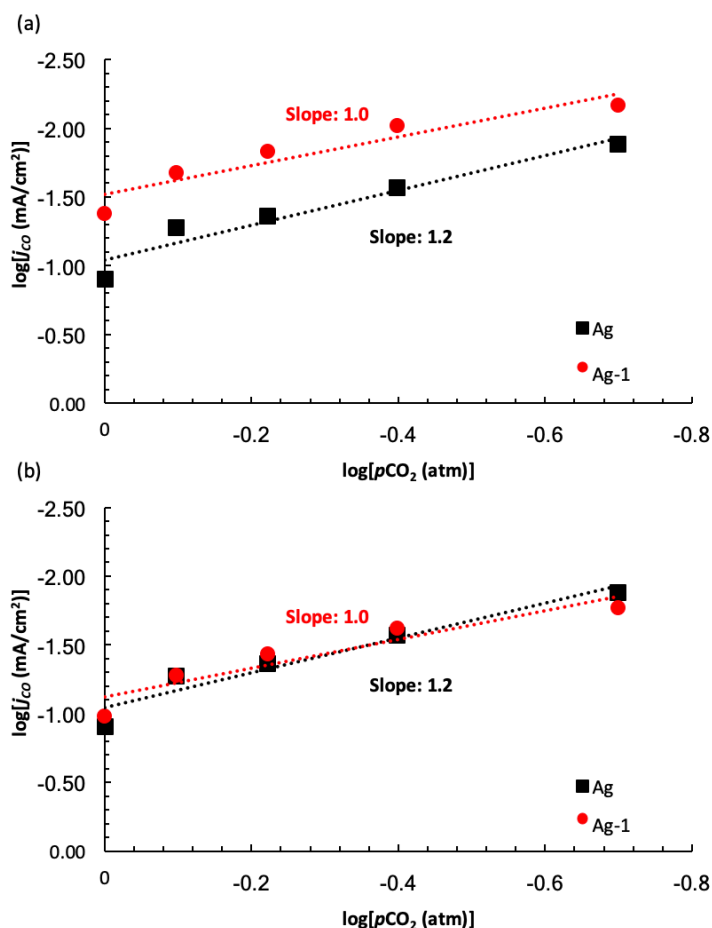 (a)
-2.50
-2.00
-1.50
-1.00
-0.50
0.00
log[jCO (mA/cm²)]
Slope: 1.0
Slope: 1.2
Ag
Ag-1
0 -0.2 -0.4 -0.6 -0.8
log[pCO₂ (atm)]
(b)
-2.50
-2.00
-1.50
-1.00
-0.50
0.00
log[jCO (mA/cm²)]
Slope: 1.0
Slope: 1.2
Ag
Ag-1
0 -0.2 -0.4 -0.6 -0.8
log[pCO₂ (atm)]